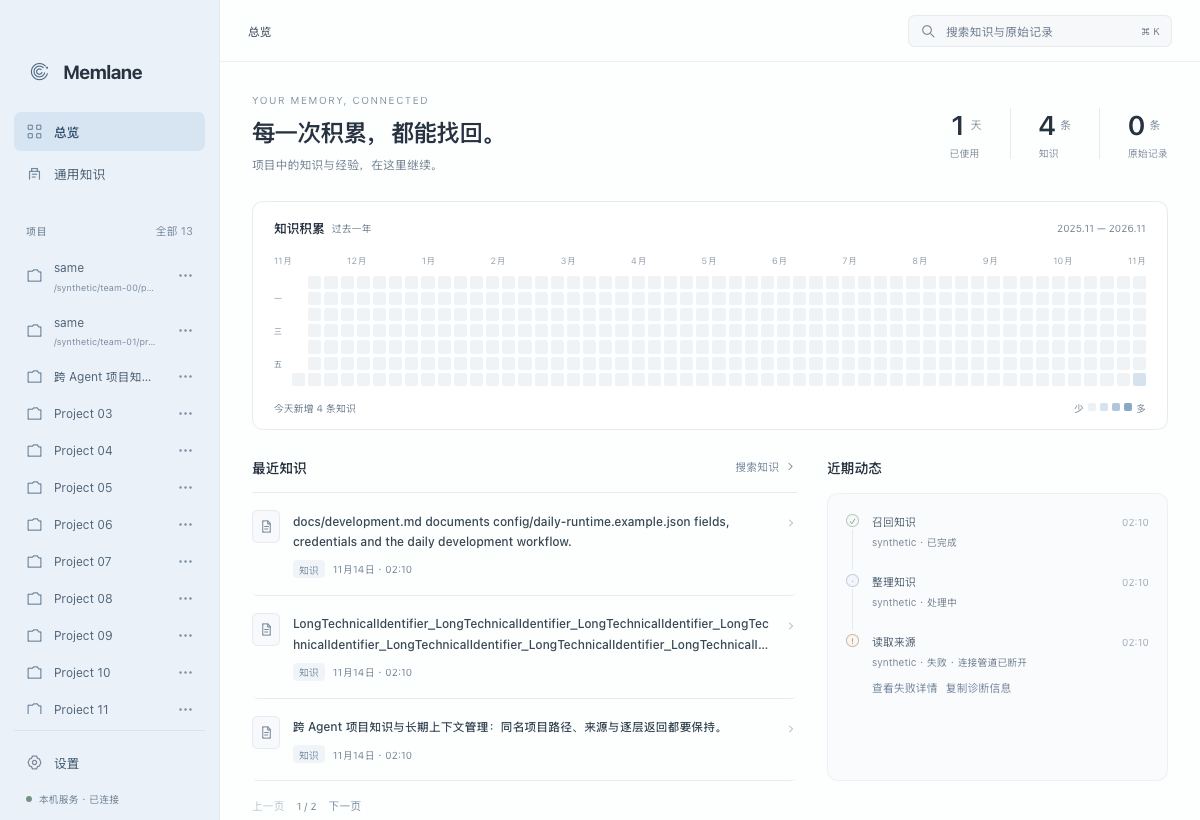 Memlane
总览
通用知识
项目
全部 13
same
/synthetic/team-00/p...
same
/synthetic/team-01/pr...
跨 Agent 项目知...
Project 03
Project 04
Project 05
Project 06
Project 07
Project 08
Project 09
Project 10
Project 11
设置
本机服务 · 已连接
总览
搜索知识与原始记录
⌘ K
YOUR MEMORY, CONNECTED
每一次积累，都能找回。
项目中的知识与经验，在这里继续。
1 天
已使用
4 条
知识
0 条
原始记录
知识积累 过去一年
2025.11 — 2026.11
11月 12月 1月 2月 3月 4月 5月 6月 7月 8月 9月 10月 11月
一
三
五
今天新增 4 条知识
少 多
最近知识
搜索知识
docs/development.md documents config/daily-runtime.example.json fields,
credentials and the daily development workflow.
知识 11月14日 · 02:10
LongTechnicalIdentifier_LongTechnicalIdentifier_LongTechnicalIdentifier_LongTec
hnicalIdentifier_LongTechnicalIdentifier_LongTechnicalIdentifier_LongTechnicalI...
知识 11月14日 · 02:10
跨 Agent 项目知识与长期上下文管理：同名项目路径、来源与逐层返回都要保持。
知识 11月14日 · 02:10
上一页 1 / 2 下一页
近期动态
召回知识 02:10
synthetic · 已完成
整理知识 02:10
synthetic · 处理中
读取来源 02:10
synthetic · 失败 · 连接管道已断开
查看失败详情 复制诊断信息